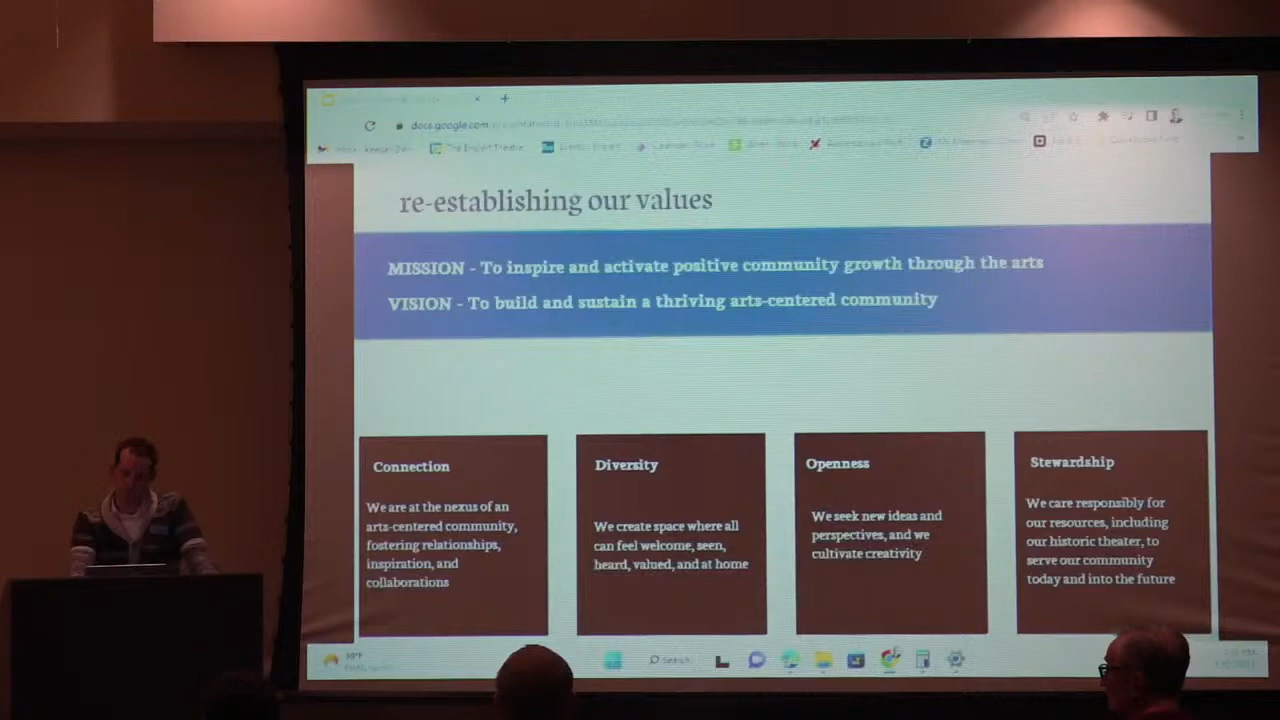 docs.google.com
re-establishing our values
MISSION - To inspire and activate positive community growth through the arts
VISION - To build and sustain a thriving arts-centered community
Connection
We are at the nexus of an
arts-centered community,
fostering relationships,
inspiration, and
collaborations
Diversity
We create space where all
can feel welcome, seen,
heard, valued, and at home
Openness
We seek new ideas and
perspectives, and we
cultivate creativity
Stewardship
We care responsibly for
our resources, including
our historic theater, to
serve our community
today and into the future
Search